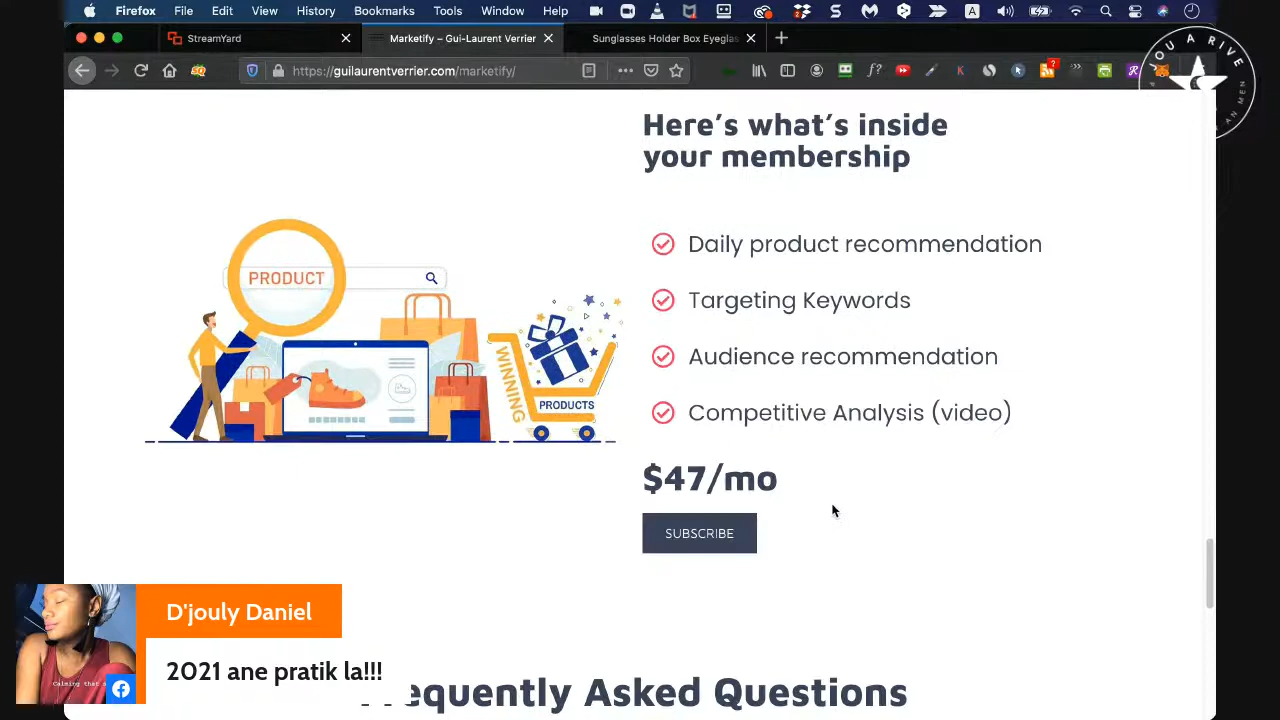 Firefox File Edit View History Bookmarks Tools Window Help
StreamYard
Marketify – Gui-Laurent Verrier
Sunglasses Holder Box Eyeglas
https://guilaurentverrier.com/marketify/
YOU ARIVE
Here's what's inside
your membership
PRODUCT
WINNING
PRODUCTS
Daily product recommendation
Targeting Keywords
Audience recommendation
Competitive Analysis (video)
$47/mo
SUBSCRIBE
D'jouly Daniel
2021 ane pratik la!!!
equently Asked Questions